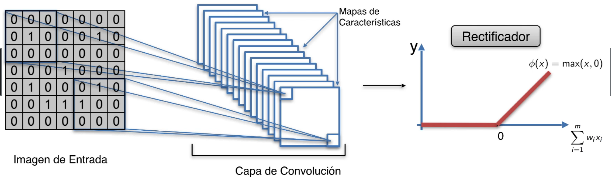 0 0 0 0 0 0 0
0 1 0 0 0 0 0
0 0 0 0 0 0 0
0 0 0 1 0 0 0
0 1 0 0 1 0 0
0 0 1 1 0 0 0
0 0 0 0 0 0 0
Imagen de Entrada
Mapas de
Características
Capa de Convolución
Rectificador
y
ϕ(x) = max(x, 0)
0
m
∑ wᵢxᵢ
i=1